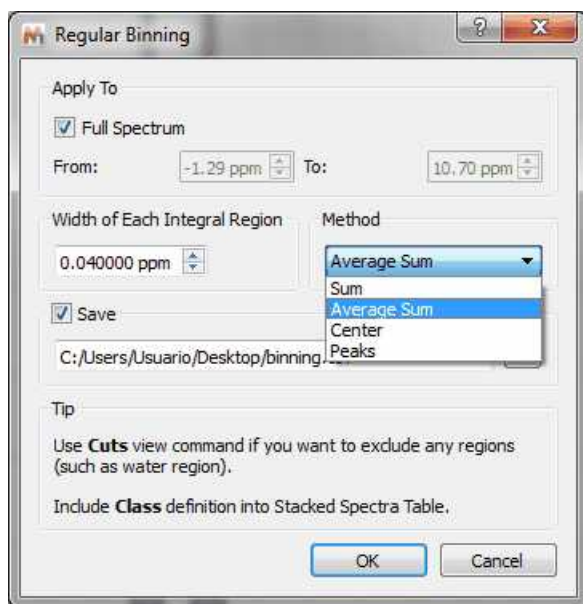 Regular Binning
Apply To
Full Spectrum
From: -1.29 ppm To: 10.70 ppm
Width of Each Integral Region Method
0.040000 ppm Average Sum
Sum
Average Sum
Center
Peaks
Save
C:/Users/Usuario/Desktop/binning
Tip
Use Cuts view command if you want to exclude any regions
(such as water region).
Include Class definition into Stacked Spectra Table.
OK Cancel